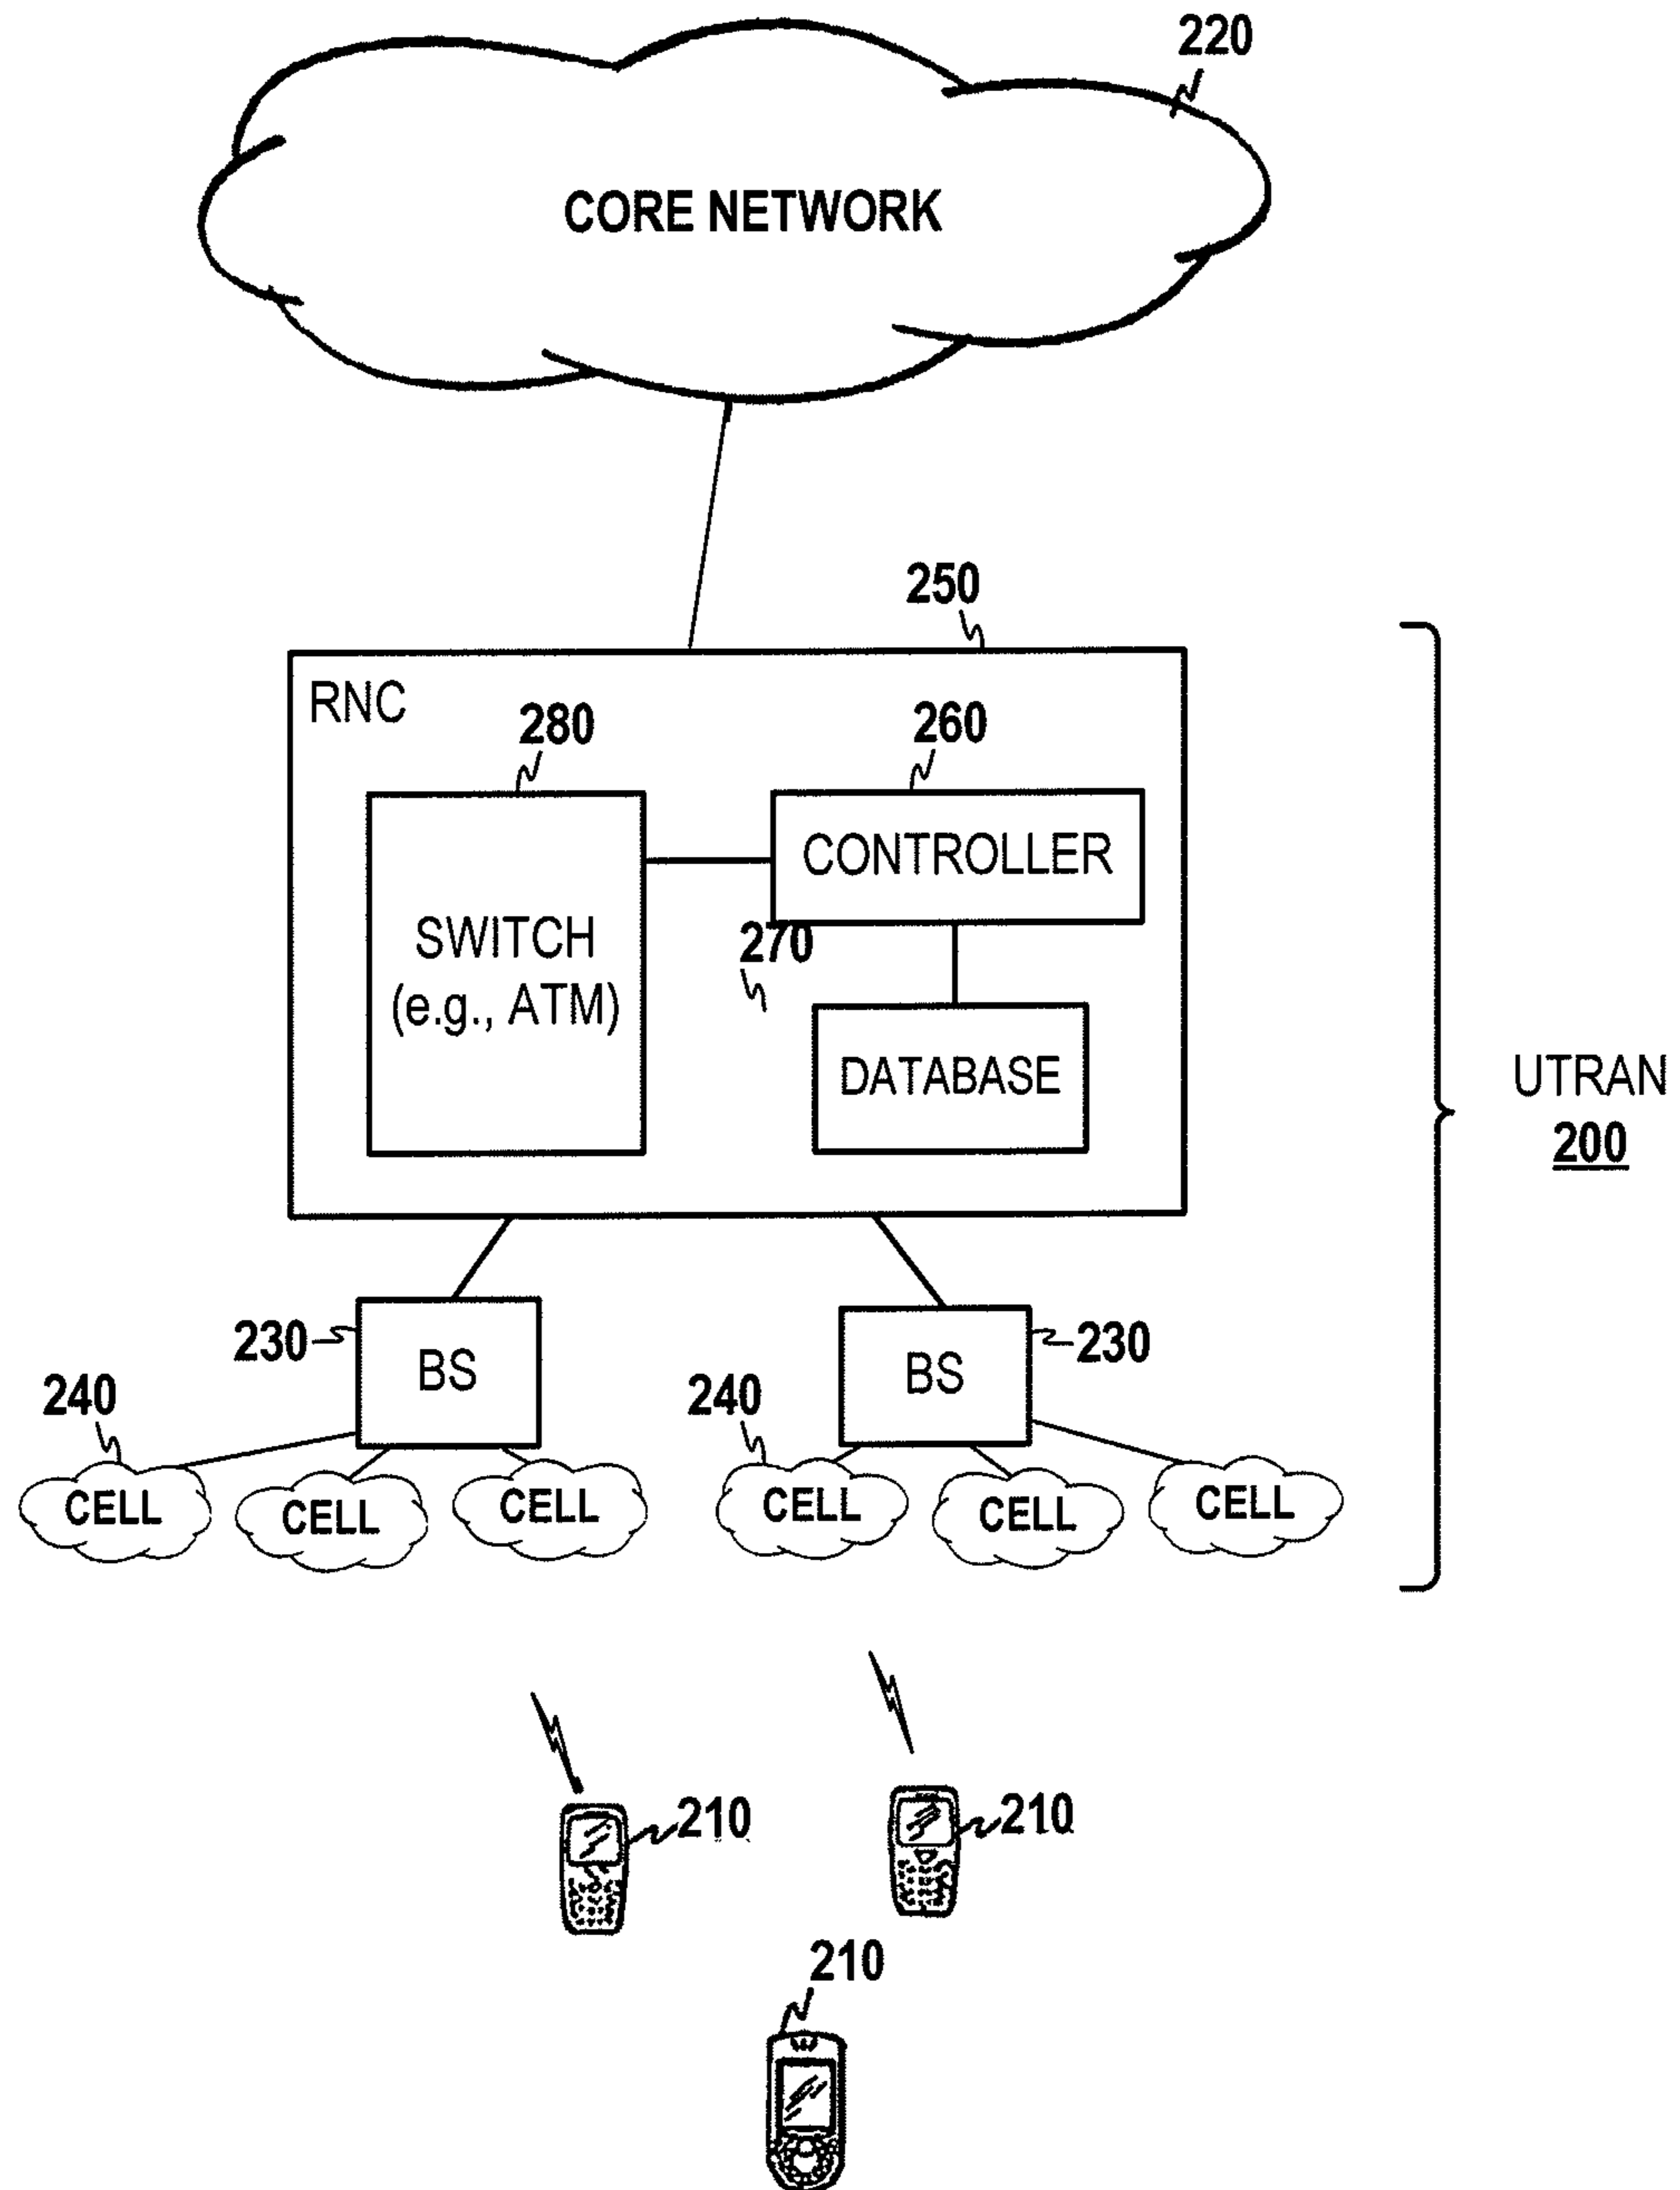 220
CORE NETWORK
250
RNC
280
260
CONTROLLER
SWITCH
(e.g., ATM)
270
DATABASE
UTRAN
200
230
BS
230
BS
240
240
CELL
CELL
CELL
CELL
CELL
CELL
210
210
210